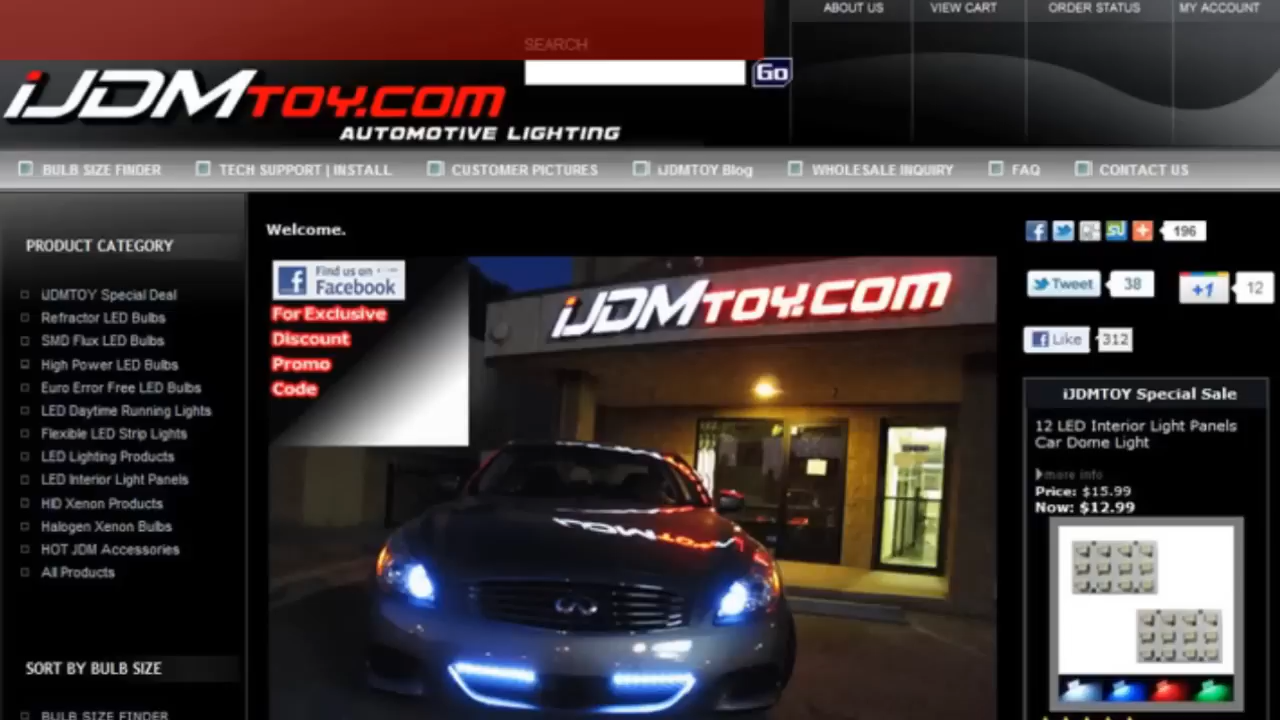 ABOUT US
VIEW CART
ORDER STATUS
MY ACCOUNT
SEARCH
Go
iJDMTOY.COM
AUTOMOTIVE LIGHTING
BULB SIZE FINDER
TECH SUPPORT | INSTALL
CUSTOMER PICTURES
iJDMTOY Blog
WHOLESALE INQUIRY
FAQ
CONTACT US
PRODUCT CATEGORY
iJDMTOY Special Deal
Refractor LED Bulbs
SMD Flux LED Bulbs
High Power LED Bulbs
Euro Error Free LED Bulbs
LED Daytime Running Lights
Flexible LED Strip Lights
LED Lighting Products
LED Interior Light Panels
HID Xenon Products
Halogen Xenon Bulbs
HOT JDM Accessories
All Products
SORT BY BULB SIZE
BULB SIZE FINDER
Welcome.
Find us on
Facebook
For Exclusive
Discount
Promo
Code
iJDMTOY.COM
196
Tweet
38
+1
12
Like
312
iJDMTOY Special Sale
12 LED Interior Light Panels
Car Dome Light
more info
Price: $15.99
Now: $12.99